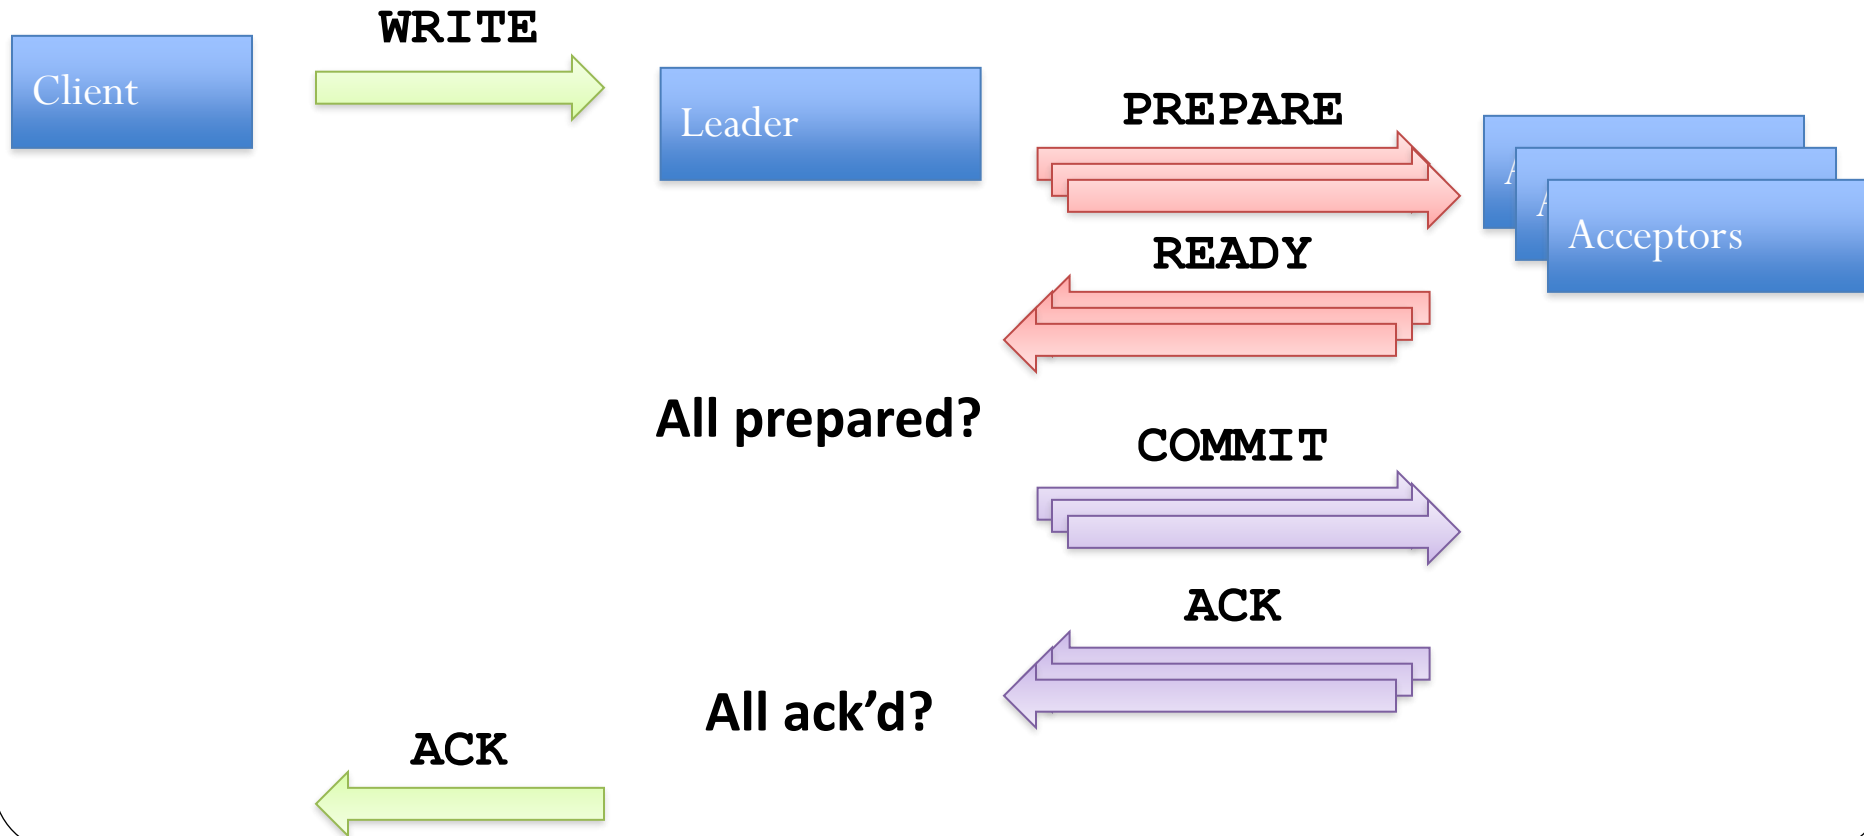 WRITE
Client
Leader
PREPARE
A
A
Acceptors
READY
All prepared?
COMMIT
ACK
All ack’d?
ACK